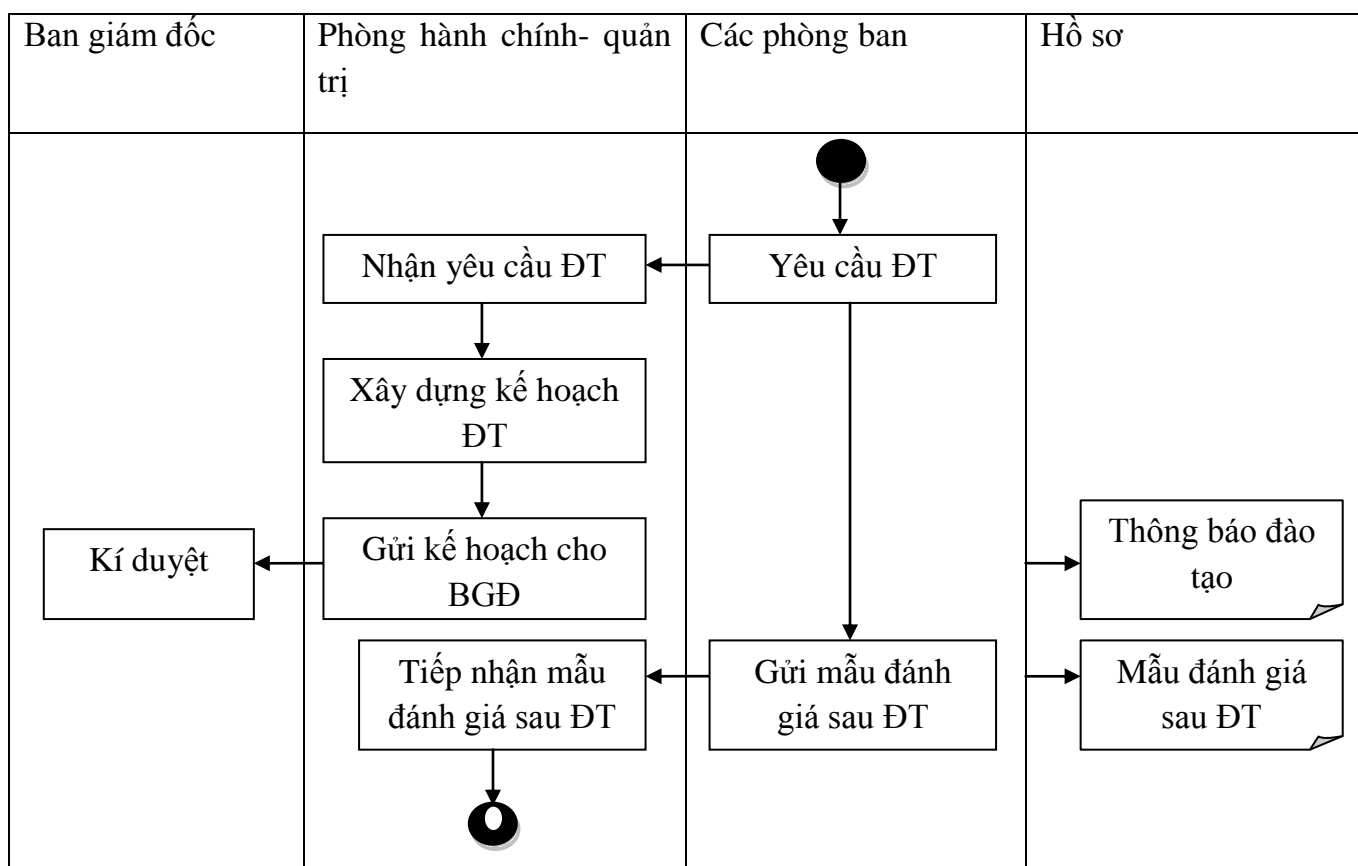 Ban giám đốc
Phòng hành chính- quản
trị
Các phòng ban
Hồ sơ
Nhận yêu cầu ĐT
Yêu cầu ĐT
Xây dựng kế hoạch
ĐT
Kí duyệt
Gửi kế hoạch cho
BGĐ
Thông báo đào
tạo
Tiếp nhận mẫu
đánh giá sau ĐT
Gửi mẫu đánh
giá sau ĐT
Mẫu đánh giá
sau ĐT